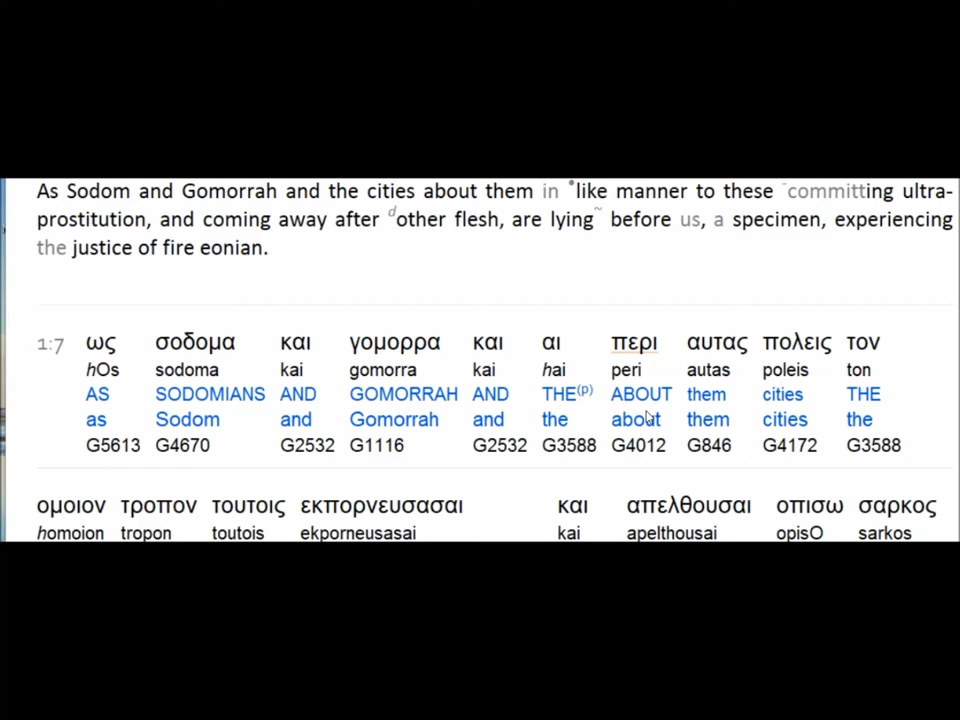 As Sodom and Gomorrah and the cities about them in •like manner to these ¯committing ultra-
prostitution, and coming away after dother flesh, are lying~ before us, a specimen, experiencing
the justice of fire eonian.
1:7 ως σοδομα και γομορρα και αι περι αυτας πολεις τον
hOs sodoma kai gomorra kai hai peri autas poleis ton
AS SODOMIANS AND GOMORRAH AND THE(p) ABOUT them cities THE
as Sodom and Gomorrah and the about them cities the
G5613 G4670 G2532 G1116 G2532 G3588 G4012 G846 G4172 G3588
ομοιον τροπον τουτοις εκπορνευσασαι και απελθουσαι οπισω σαρκος
homoion tropon toutois ekporneusasai kai apelthousai opisO sarkos